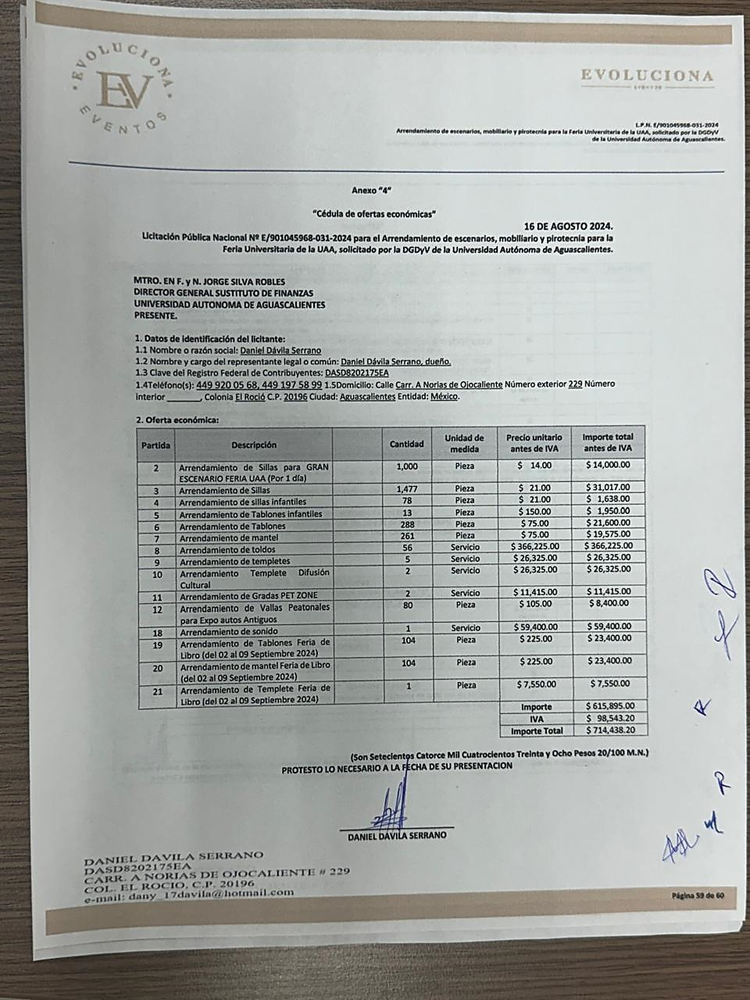 EVOLUCIONA
EV
EVENTOS
EVOLUCIONA
EVENTOS
L.P.N. E/901045968-031-2024
Arrendamiento de escenarios, mobiliario y pirotecnia para la Feria Universitaria de la UAA, solicitado por la DGDyV
de la Universidad Autónoma de Aguascalientes.
Anexo "4"
"Cédula de ofertas económicas"
16 DE AGOSTO 2024.
Licitación Pública Nacional Nº E/901045968-031-2024 para el Arrendamiento de escenarios, mobiliario y pirotecnia para la
Feria Universitaria de la UAA, solicitado por la DGDyV de la Universidad Autónoma de Aguascalientes.
MTRO. EN F. y N. JORGE SILVA ROBLES
DIRECTOR GENERAL SUSTITUTO DE FINANZAS
UNIVERSIDAD AUTONOMA DE AGUASCALIENTES
PRESENTE.
1. Datos de identificación del licitante:
1.1 Nombre o razón social: Daniel Dávila Serrano
1.2 Nombre y cargo del representante legal o común: Daniel Dávila Serrano, dueño.
1.3 Clave del Registro Federal de Contribuyentes: DASD8202175EA
1.4Teléfono(s): 449 920 05 68, 449 197 58 99 1.5Domicilio: Calle Carr. A Norias de Ojocaliente Número exterior 229 Número
interior _______, Colonia El Roció C.P. 20196 Ciudad: Aguascalientes Entidad: México.
2. Oferta económica:
Partida Descripción Cantidad Unidad de medida Precio unitario antes de IVA Importe total antes de IVA
2 Arrendamiento de Sillas para GRAN ESCENARIO FERIA UAA (Por 1 día) 1,000 Pieza $ 14.00 $ 14,000.00
3 Arrendamiento de Sillas 1,477 Pieza $ 21.00 $ 31,017.00
4 Arrendamiento de sillas infantiles 78 Pieza $ 21.00 $ 1,638.00
5 Arrendamiento de Tablones infantiles 13 Pieza $ 150.00 $ 1,950.00
6 Arrendamiento de Tablones 288 Pieza $ 75.00 $ 21,600.00
7 Arrendamiento de mantel 261 Pieza $ 75.00 $ 19,575.00
8 Arrendamiento de toldos 56 Servicio $ 366,225.00 $ 366,225.00
9 Arrendamiento de templetes 5 Servicio $ 26,325.00 $ 26,325.00
10 Arrendamiento Templete Difusión Cultural 2 Servicio $ 26,325.00 $ 26,325.00
11 Arrendamiento de Gradas PET ZONE 2 Servicio $ 11,415.00 $ 11,415.00
12 Arrendamiento de Vallas Peatonales para Expo autos Antiguos 80 Pieza $ 105.00 $ 8,400.00
18 Arrendamiento de sonido 1 Servicio $ 59,400.00 $ 59,400.00
19 Arrendamiento de Tablones Feria de Libro (del 02 al 09 Septiembre 2024) 104 Pieza $ 225.00 $ 23,400.00
20 Arrendamiento de mantel Feria de Libro (del 02 al 09 Septiembre 2024) 104 Pieza $ 225.00 $ 23,400.00
21 Arrendamiento de Templete Feria de Libro (del 02 al 09 Septiembre 2024) 1 Pieza $ 7,550.00 $ 7,550.00
Importe $ 615,895.00
IVA $ 98,543.20
Importe Total $ 714,438.20
(Son Setecientos Catorce Mil Cuatrocientos Treinta y Ocho Pesos 20/100 M.N.)
PROTESTO LO NECESARIO A LA FECHA DE SU PRESENTACION
DANIEL DÁVILA SERRANO
DANIEL DAVILA SERRANO
DASD8202175EA
CARR. A NORIAS DE OJOCALIENTE # 229
COL. EL ROCIO, C.P. 20196
e-mail: dany_17davila@hotmail.com
Página 59 de 60